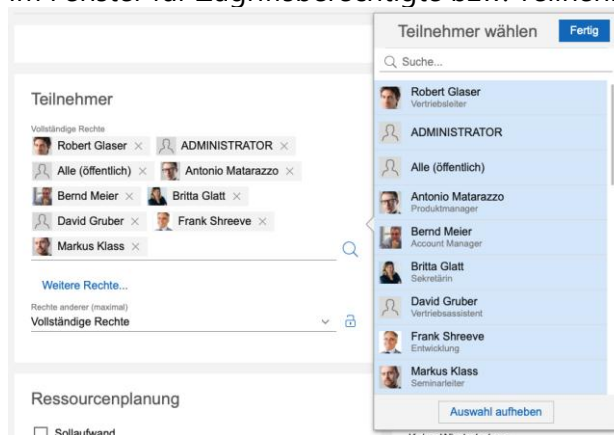 Teilnehmer wählen
Fertig
Suche...
Teilnehmer
Vollständige Rechte
Robert Glaser × ADMINISTRATOR ×
Alle (öffentlich) × Antonio Matarazzo ×
Bernd Meier × Britta Glatt ×
David Gruber × Frank Shreeve ×
Markus Klass ×
Weitere Rechte...
Rechte anderer (maximal)
Vollständige Rechte
Ressourcenplanung
Sollaufwand
Robert Glaser
Vertriebsleiter
ADMINISTRATOR
Alle (öffentlich)
Antonio Matarazzo
Produktmanager
Bernd Meier
Account Manager
Britta Glatt
Sekretärin
David Gruber
Vertriebsassistent
Frank Shreeve
Entwicklung
Markus Klass
Seminarleiter
Auswahl aufheben